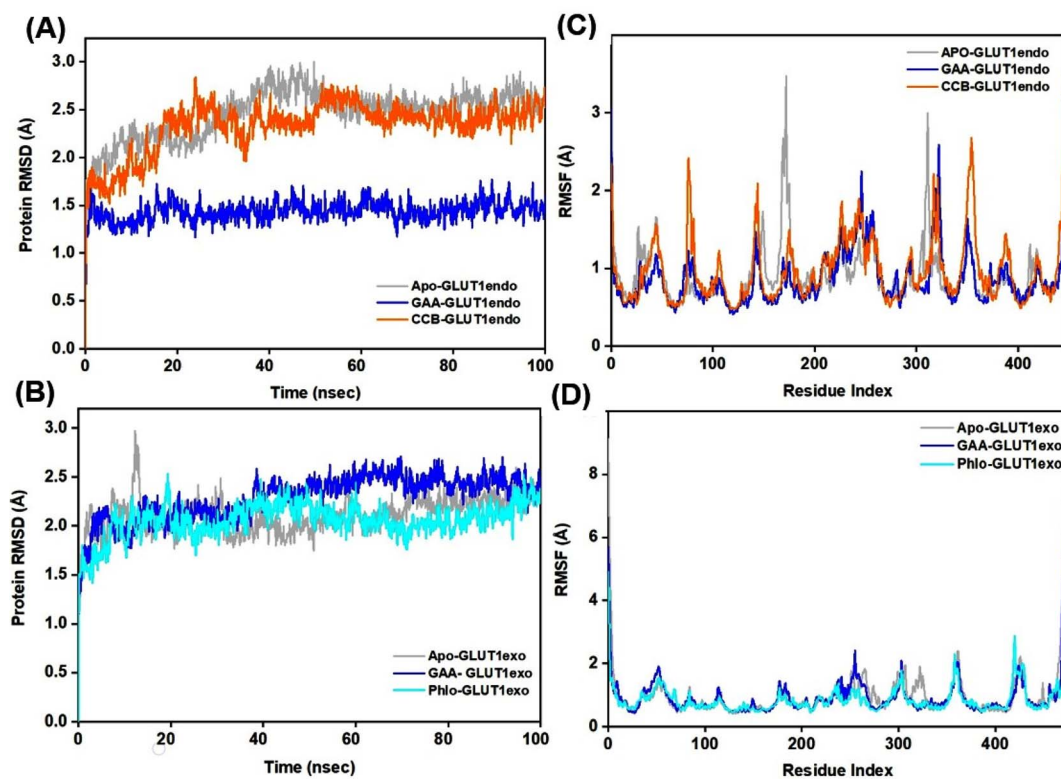 (A)
Protein RMSD (Å)
3.0
2.5
2.0
1.5
1.0
0.5
0.0
Apo-GLUT1endo
GAA-GLUT1endo
CCB-GLUT1endo
0 20 40 60 80 100
Time (nsec)
(C)
RMSF (Å)
3
2
1
0
APO-GLUT1endo
GAA-GLUT1endo
CCB-GLUT1endo
0 100 200 300 400
Residue Index
(B)
Protein RMSD (Å)
3.0
2.5
2.0
1.5
1.0
0.5
0.0
Apo-GLUT1exo
GAA- GLUT1exo
Phlo-GLUT1exo
0 20 40 60 80 100
Time (nsec)
(D)
RMSF (Å)
8
6
4
2
0
Apo-GLUT1exo
GAA-GLUT1exo
Phlo-GLUT1exo
0 100 200 300 400
Residue Index